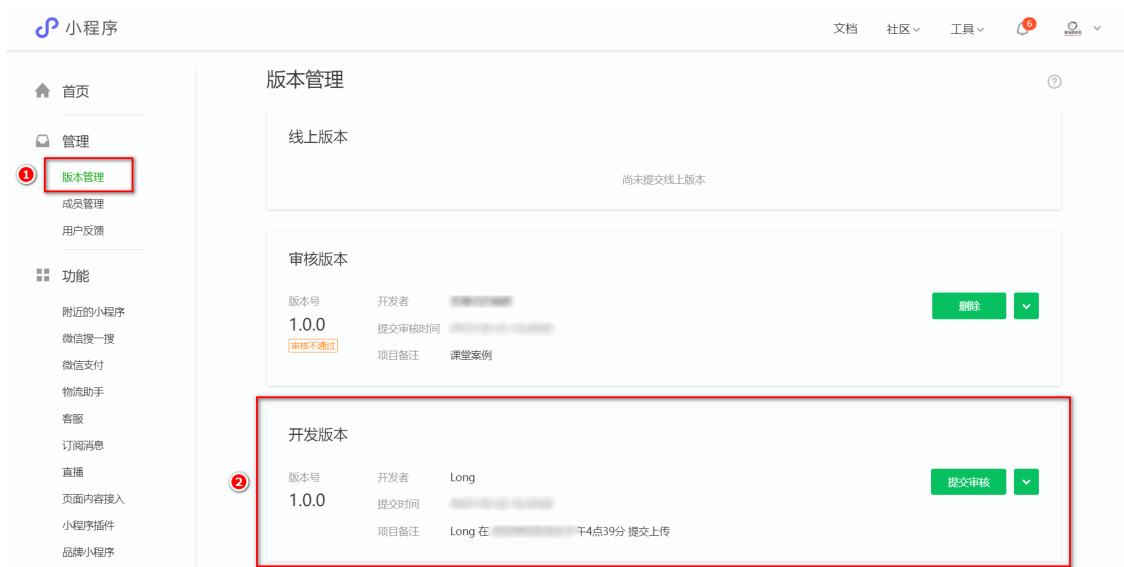 小程序
文档 社区 工具 6
首页
管理
1
版本管理
成员管理
用户反馈
功能
附近的小程序
微信搜一搜
微信支付
物流助手
客服
订阅消息
直播
页面内容接入
小程序插件
品牌小程序
版本管理
?
线上版本
尚未提交线上版本
审核版本
版本号 开发者
1.0.0
提交审核时间
审核不通过
项目备注 课堂案例
删除
2
开发版本
版本号 开发者 Long
1.0.0
提交时间
项目备注 Long 在 午4点39分 提交上传
提交审核